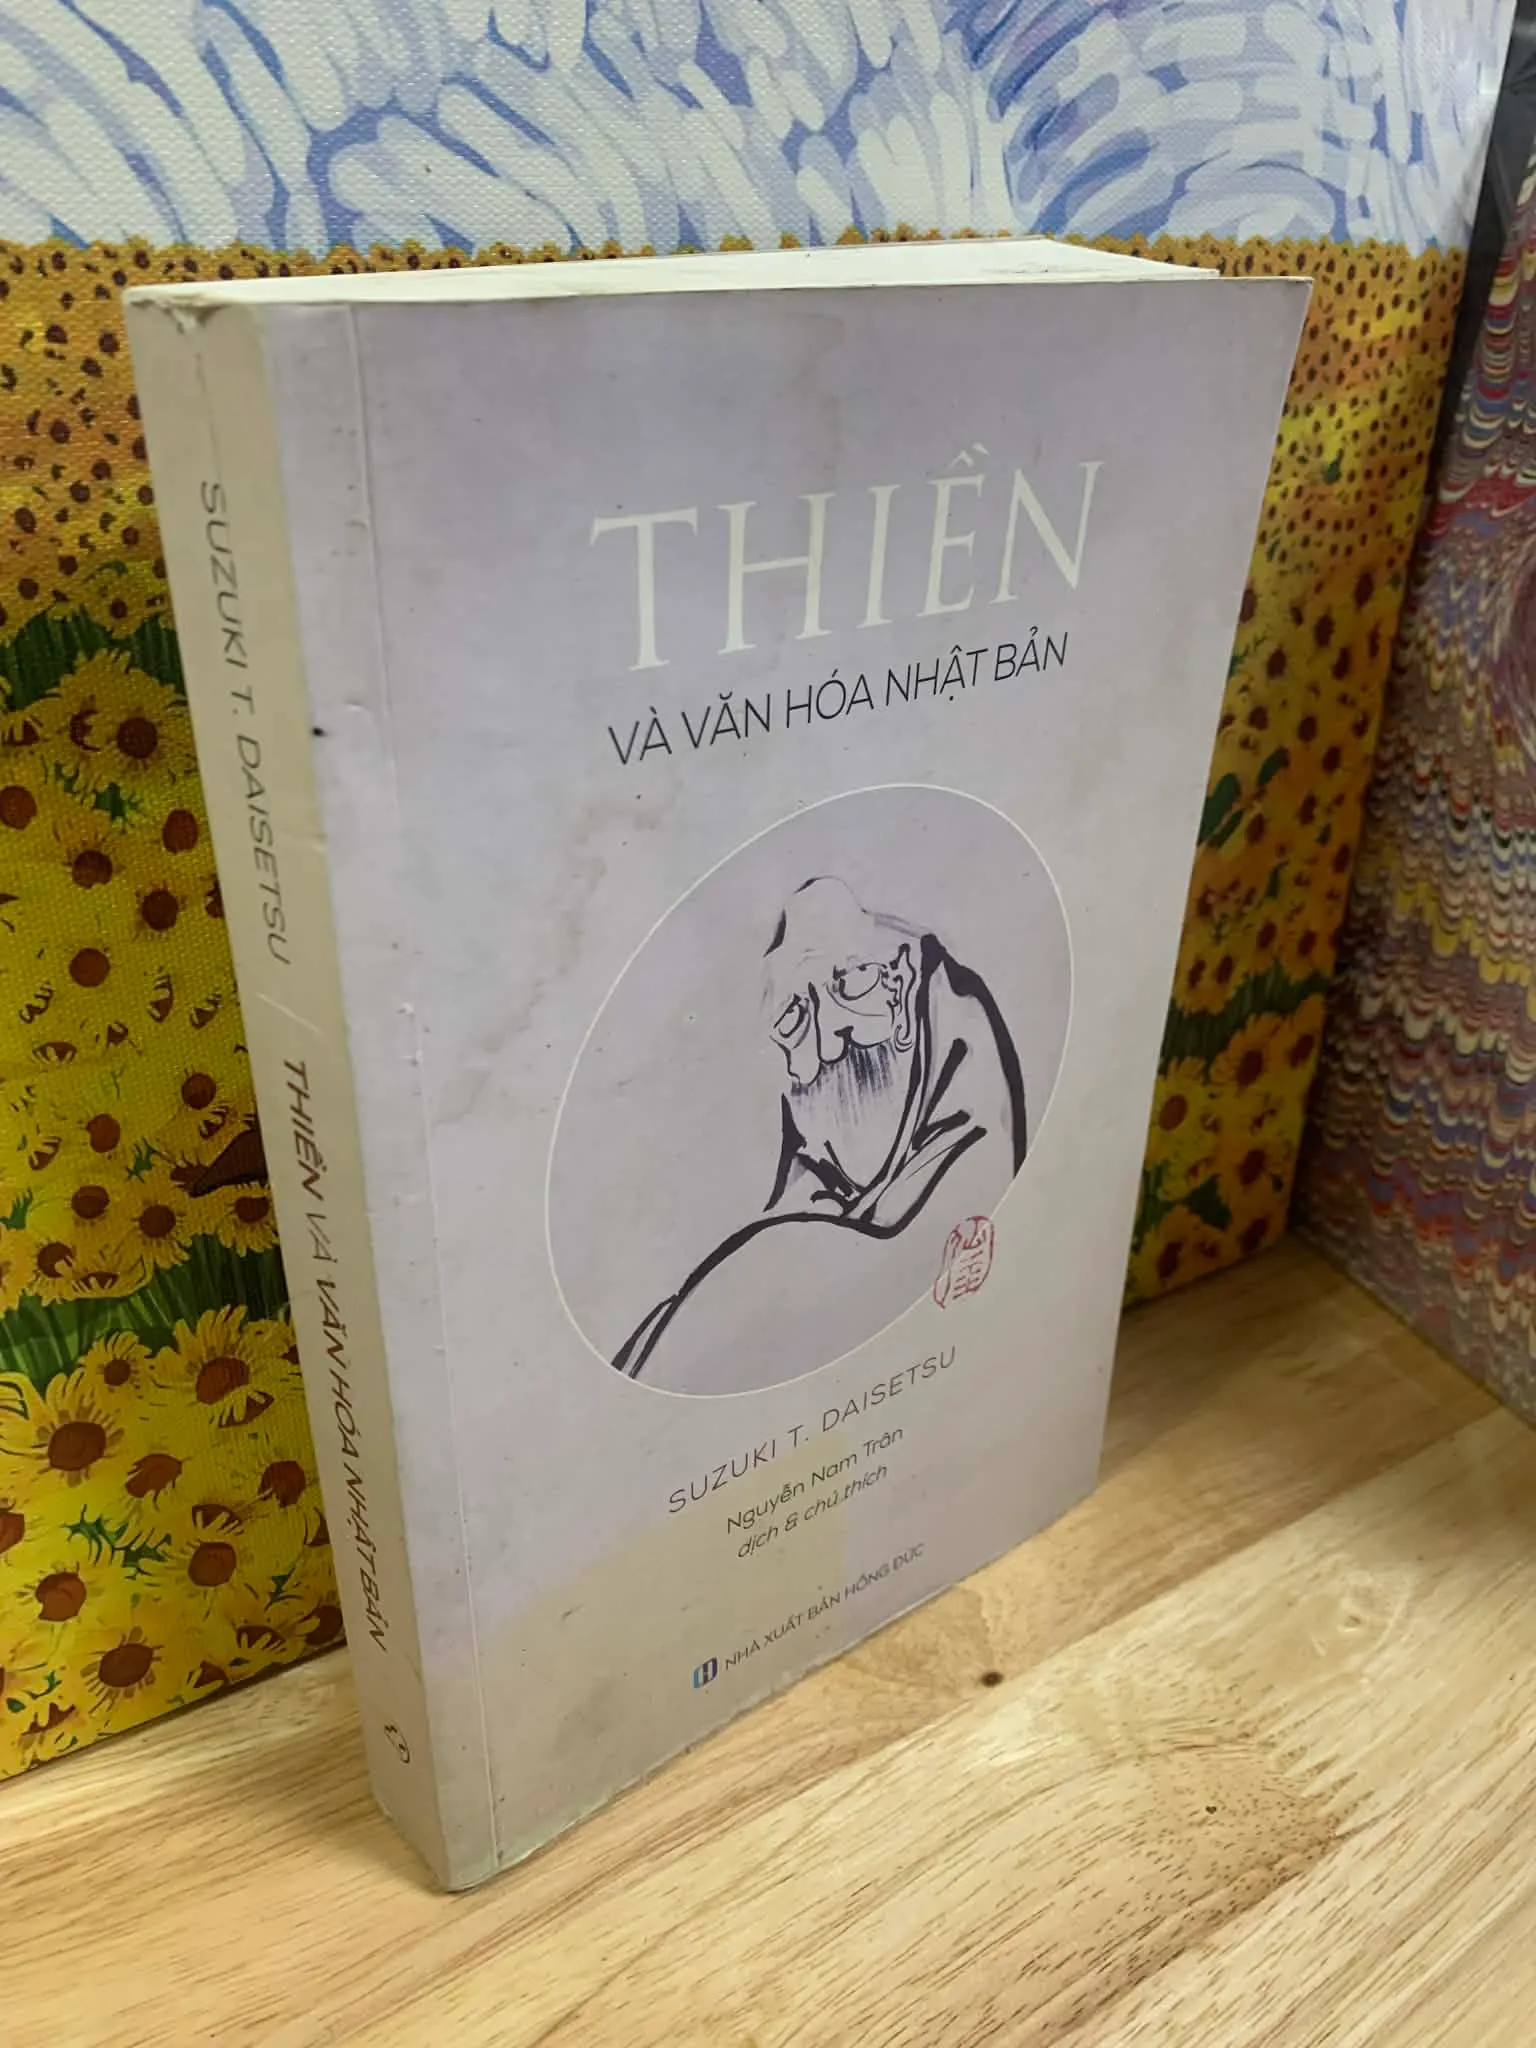 SUZUKI T. DAISETSU / THIỀN VÀ VĂN HÓA NHẬT BẢN
THIỀN
VÀ VĂN HÓA NHẬT BẢN
SUZUKI T. DAISETSU
Nguyễn Nam Trân
dịch & chú thích
NHÀ XUẤT BẢN HỒNG ĐỨC